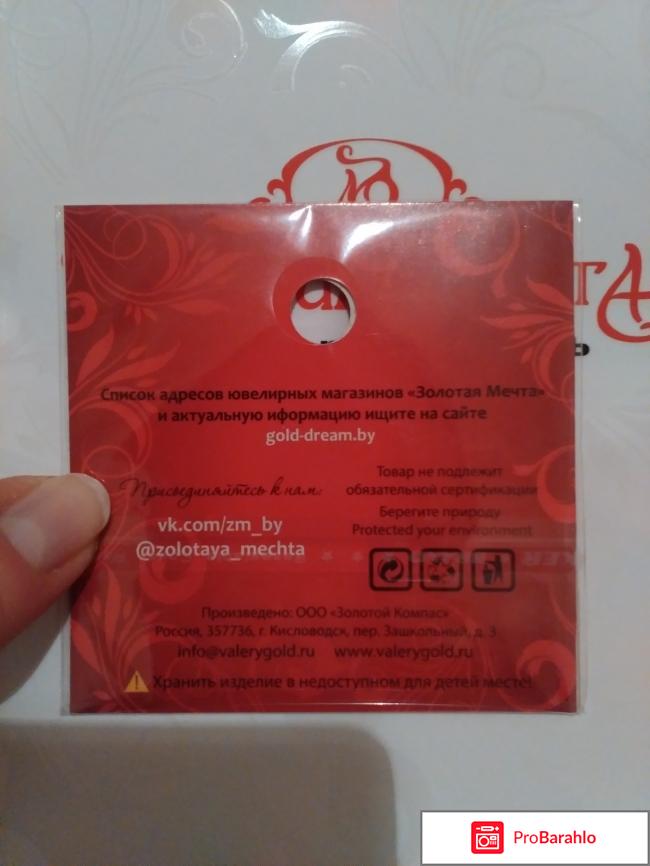 Список адресов ювелирных магазинов «Золотая Мечта»
и актуальную иформацию ищите на сайте
gold-dream.by
Присоединяйтесь к нам:
vk.com/zm_by
@zolotaya_mechta
Товар не подлежит
обязательной сертификации
Берегите природу
Protected your environment
Произведено: ООО «Золотой Компас»
Россия, 357736, г. Кисловодск, пер. Зашкольный, д. 3
info@valerygold.ru www.valerygold.ru
Хранить изделие в недоступном для детей месте!
ProBarahlo